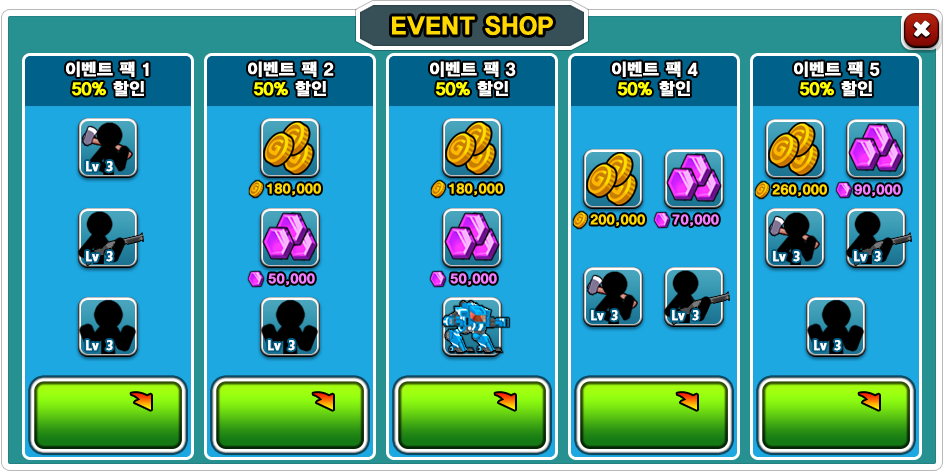 EVENT SHOP
이벤트 팩 1
50% 할인
Lv 3
Lv 3
Lv 3
이벤트 팩 2
50% 할인
180,000
50,000
Lv 3
이벤트 팩 3
50% 할인
180,000
50,000
이벤트 팩 4
50% 할인
200,000 70,000
Lv 3 Lv 3
이벤트 팩 5
50% 할인
260,000 90,000
Lv 3 Lv 3
Lv 3